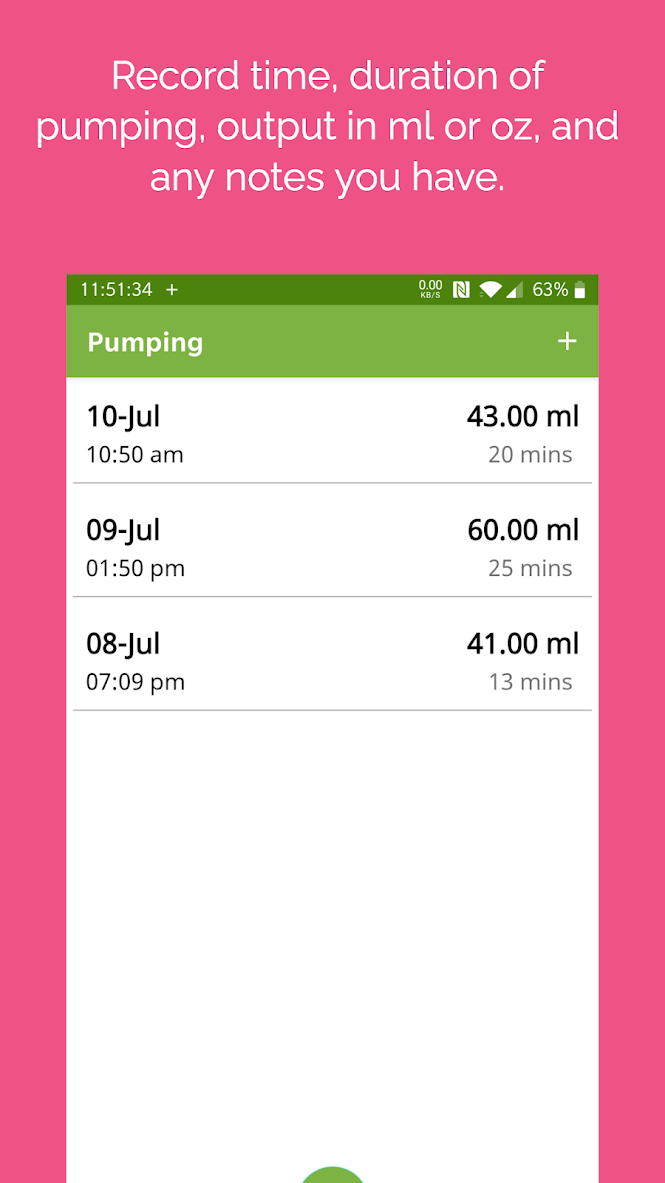 Record time, duration of
pumping, output in ml or oz, and
any notes you have.
11:51:34 + 0.00 KB/S 63%
Pumping +
10-Jul 43.00 ml
10:50 am 20 mins
09-Jul 60.00 ml
01:50 pm 25 mins
08-Jul 41.00 ml
07:09 pm 13 mins